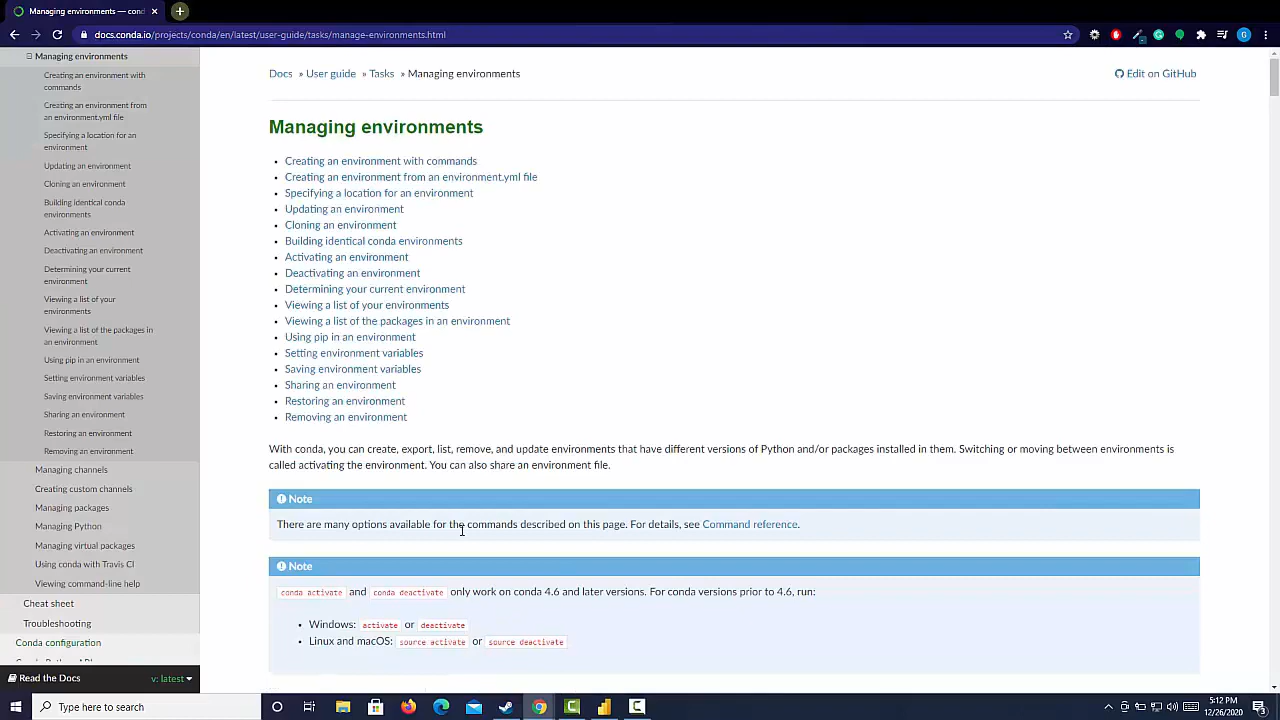 Managing environments — con
docs.conda.io/projects/conda/en/latest/user-guide/tasks/manage-environments.html
G
Managing environments
Creating an environment with
commands
Creating an environment from
an environment.yml file
Specifying a location for an
environment
Updating an environment
Cloning an environment
Building identical conda
environments
Activating an environment
Deactivating an environment
Determining your current
environment
Viewing a list of your
environments
Viewing a list of the packages in
an environment
Using pip in an environment
Setting environment variables
Saving environment variables
Sharing an environment
Restoring an environment
Removing an environment
Managing channels
Creating custom channels
Managing packages
Managing Python
Managing virtual packages
Using conda with Travis CI
Viewing command-line help
Cheat sheet
Troubleshooting
Conda configuration
Read the Docs
v: latest
Docs » User guide » Tasks » Managing environments
Edit on GitHub
Managing environments
• Creating an environment with commands
• Creating an environment from an environment.yml file
• Specifying a location for an environment
• Updating an environment
• Cloning an environment
• Building identical conda environments
• Activating an environment
• Deactivating an environment
• Determining your current environment
• Viewing a list of your environments
• Viewing a list of the packages in an environment
• Using pip in an environment
• Setting environment variables
• Saving environment variables
• Sharing an environment
• Restoring an environment
• Removing an environment
With conda, you can create, export, list, remove, and update environments that have different versions of Python and/or packages installed in them. Switching or moving between environments is
called activating the environment. You can also share an environment file.
Note
There are many options available for the commands described on this page. For details, see Command reference.
Note
conda activate and conda deactivate only work on conda 4.6 and later versions. For conda versions prior to 4.6, run:
• Windows: activate or deactivate
• Linux and macOS: source activate or source deactivate
Type here to search
5:12 PM
12/26/2020